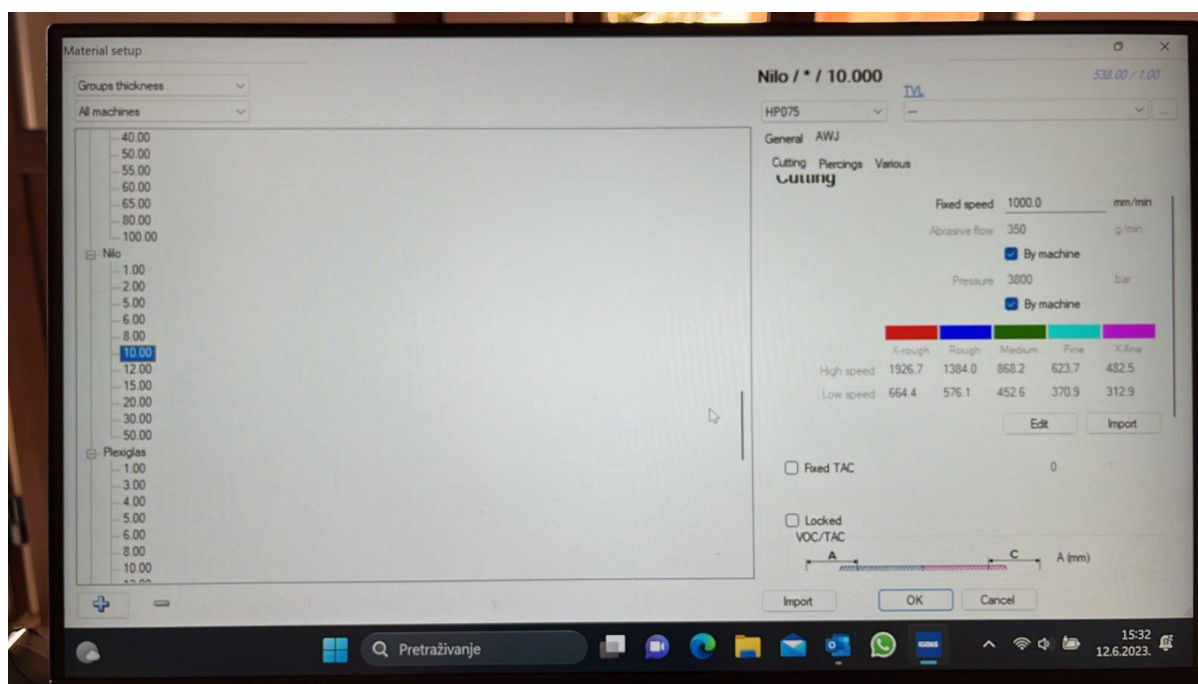 Material setup
Groups thickness
All machines
40.00
50.00
55.00
60.00
65.00
80.00
100.00
Nilo
1.00
2.00
5.00
6.00
8.00
10.00
12.00
15.00
20.00
30.00
50.00
Plexiglas
1.00
3.00
4.00
5.00
6.00
8.00
10.00
Nilo / * / 10.000
538.00 / 1.00
TVL
HP075
General AWJ
Cutting Piercings Various
Cutting
Fixed speed 1000.0 mm/min
Abrasive flow 350 g/min
By machine
Pressure 3800 bar
By machine
X-rough Rough Medium Fine X-fine
High speed 1926.7 1384.0 868.2 623.7 482.5
Low speed 664.4 576.1 452.6 370.9 312.9
Edit Import
Fixed TAC 0
Locked
VOC/TAC
A C A (mm)
Import OK Cancel
Pretraživanje
15:32
12.6.2023.